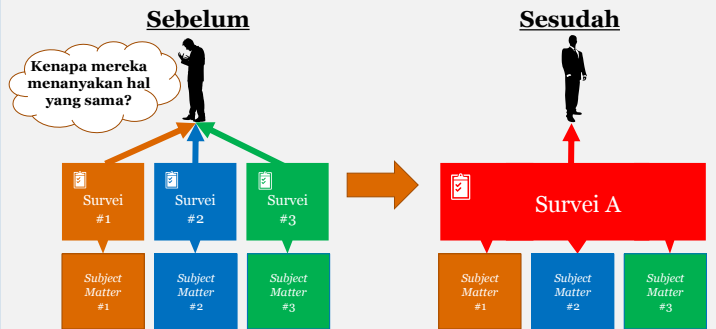 Sebelum
Sesudah
Kenapa mereka
menanyakan hal
yang sama?
Survei
#1
Survei
#2
Survei
#3
Survei A
Subject
Matter
#1
Subject
Matter
#2
Subject
Matter
#3
Subject
Matter
#1
Subject
Matter
#2
Subject
Matter
#3